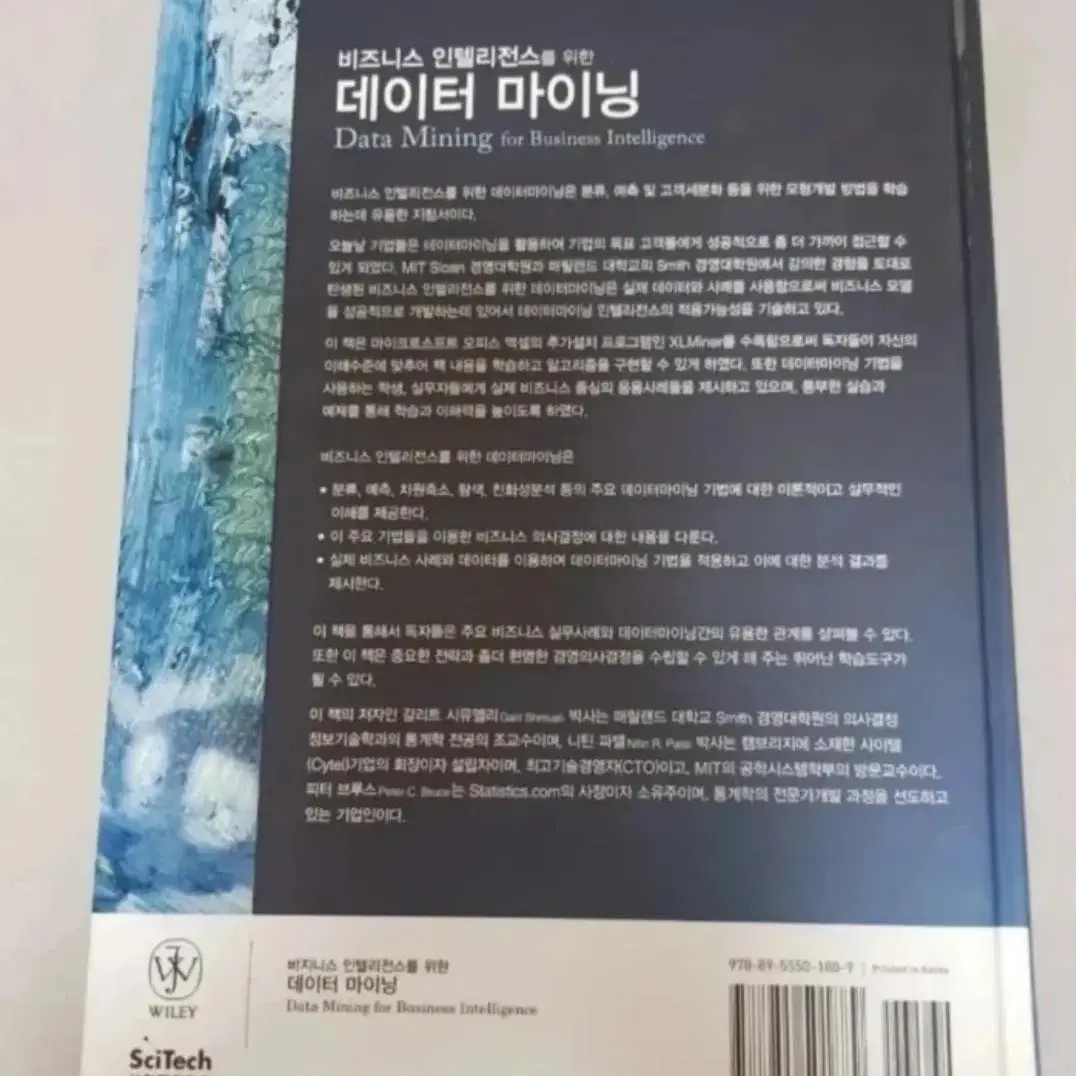 비즈니스 인텔리전스를 위한
데이터 마이닝
Data Mining for Business Intelligence
비즈니스 인텔리전스를 위한 데이터마이닝은 분류, 예측 및 고객세분화 등을 위한 모형개발 방법을 학습
하는데 유용한 지침서이다.
오늘날 기업들은 데이터마이닝을 활용하여 기업의 목표 고객들에게 성공적으로 좀 더 가까이 접근할 수
있게 되었다. MIT Sloan 경영대학원과 매릴랜드 대학교의 Smith 경영대학원에서 강의한 경험을 토대로
탄생된 비즈니스 인텔리전스를 위한 데이터마이닝은 실제 데이터와 사례를 사용함으로써 비즈니스 모델
을 성공적으로 개발하는데 있어서 데이터마이닝 인텔리전스의 적용가능성을 기술하고 있다.
이 책은 마이크로소프트 오피스 엑셀의 추가설치 프로그램인 XLMiner를 수록함으로써 독자들이 자신의
이해수준에 맞추어 책 내용을 학습하고 알고리즘을 구현할 수 있게 하였다. 또한 데이터마이닝 기법을
사용하는 학생, 실무자들에게 실제 비즈니스 중심의 응용사례들을 제시하고 있으며, 풍부한 실습과
예제를 통해 학습과 이해력을 높이도록 하였다.
비즈니스 인텔리전스를 위한 데이터마이닝은
• 분류, 예측, 차원축소, 탐색, 친화성분석 등의 주요 데이터마이닝 기법에 대한 이론적이고 실무적인
이해를 제공한다.
• 이 주요 기법들을 이용한 비즈니스 의사결정에 대한 내용을 다룬다.
• 실제 비즈니스 사례와 데이터를 이용하여 데이터마이닝 기법을 적용하고 이에 대한 분석 결과를
제시한다.
이 책을 통해서 독자들은 주요 비즈니스 실무사례와 데이터마이닝간의 유용한 관계를 살펴볼 수 있다.
또한 이 책은 중요한 전략과 좀더 현명한 경영의사결정을 수립할 수 있게 해 주는 뛰어난 학습도구가
될 수 있다.
이 책의 저자인 갈리트 시뮤엘리 Galit Shmueli 박사는 매릴랜드 대학교 Smith 경영대학원의 의사결정
정보기술학과의 통계학 전공의 조교수이며, 니틴 파텔 Nitin R. Patel 박사는 캠브리지에 소재한 사이텔
(Cytel)기업의 회장이자 설립자이며, 최고기술경영자(CTO)이고, MIT의 공학시스템학부의 방문교수이다.
피터 브루스 Peter C. Bruce는 Statistics.com의 사장이자 소유주이며, 통계학의 전문가개발 과정을 선도하고
있는 기업인이다.
WILEY
SciTech
비지니스 인텔리전스를 위한
데이터 마이닝
Data Mining for Business Intelligence
978-89-5550-188-9 | Printed in Korea